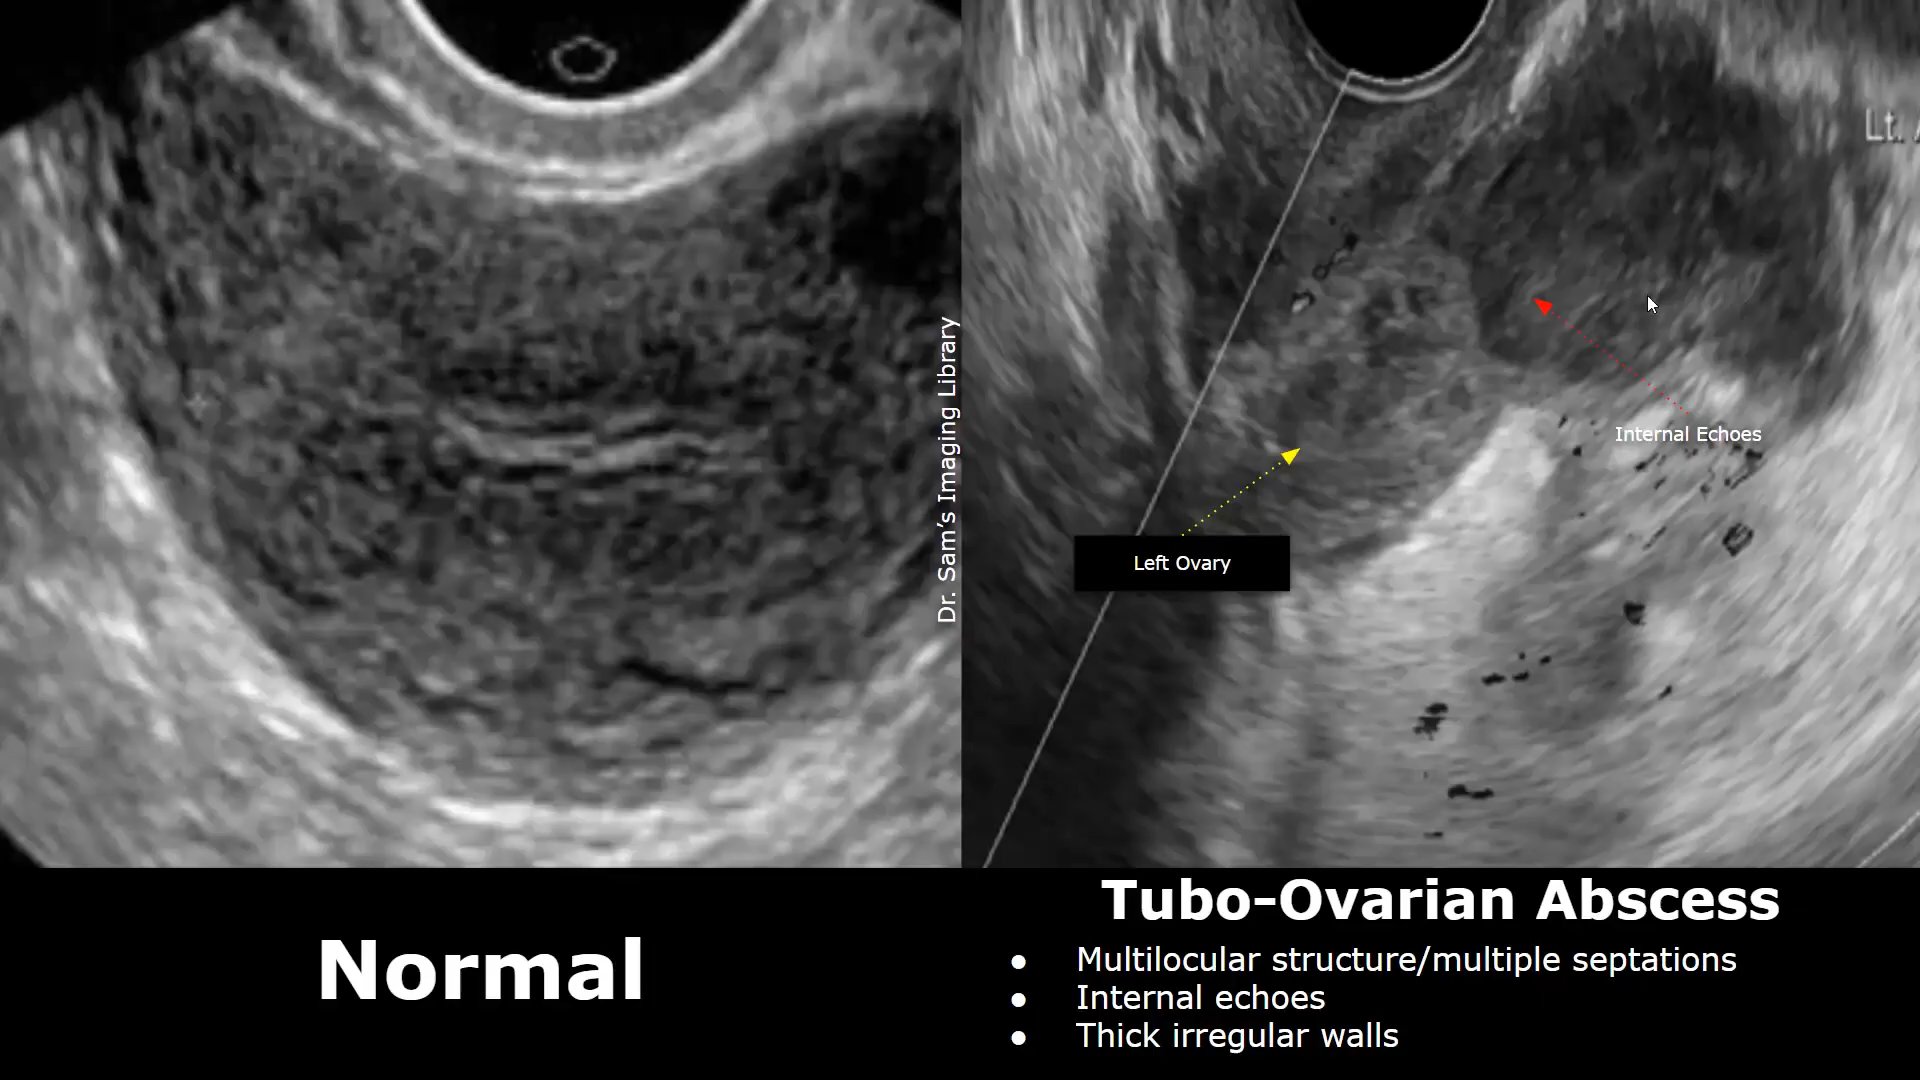 Lt.
Dr. Sam's Imaging Library
Internal Echoes
Left Ovary
Normal
Tubo-Ovarian Abscess
● Multilocular structure/multiple septations
● Internal echoes
● Thick irregular walls